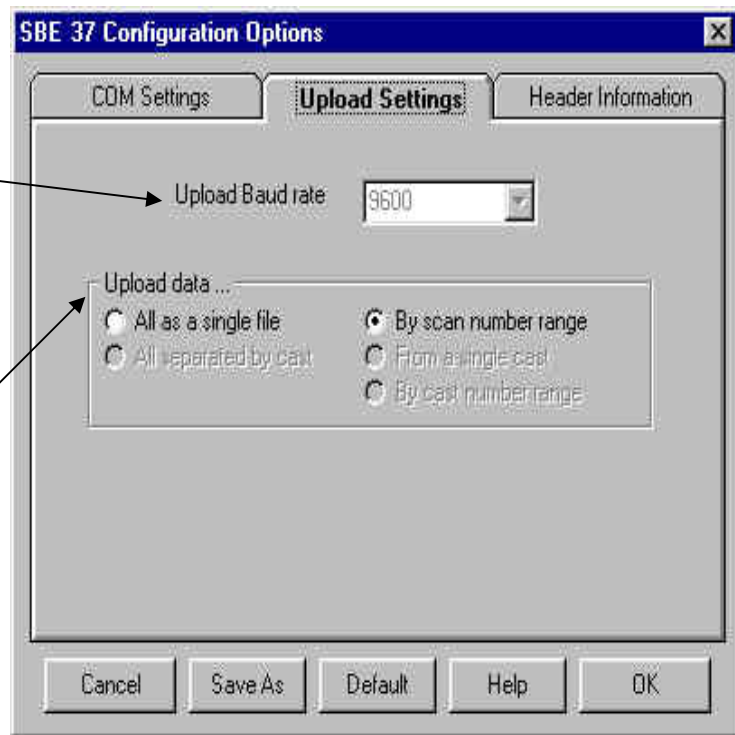 SBE 37 Configuration Options
COM Settings
Upload Settings
Header Information
Upload Baud rate
9600
Upload data ...
All as a single file
By scan number range
All separated by cast
From a single cast
By cast number range
Cancel
Save As
Default
Help
OK